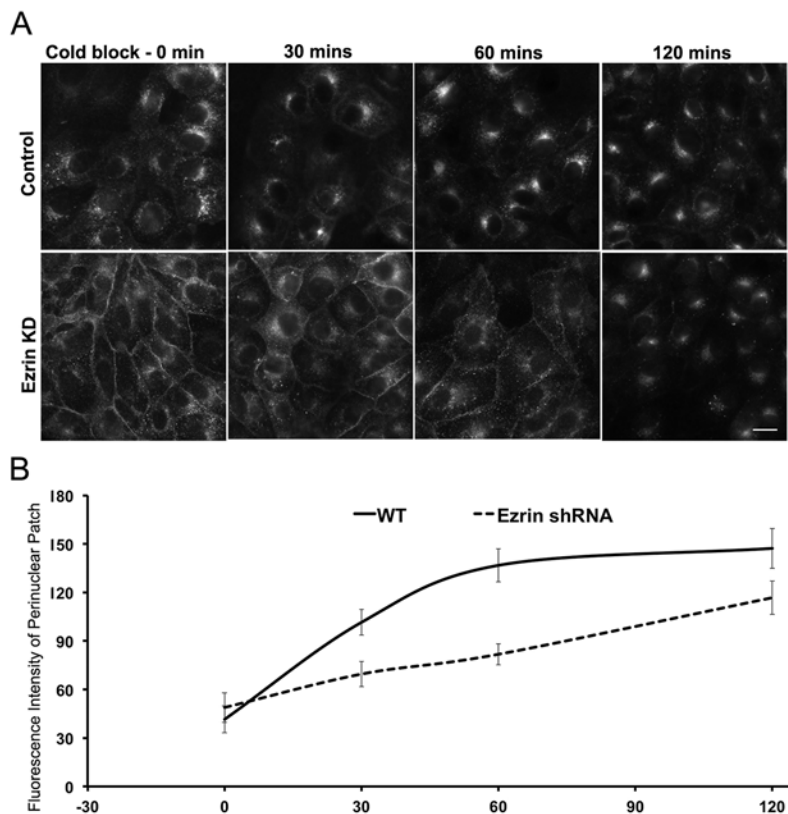 A
Cold block - 0 min
30 mins
60 mins
120 mins
Control
Ezrin KD
B
Fluorescence Intensity of Perinuclear Patch
180
150
120
90
60
30
0
WT
Ezrin shRNA
-30
0
30
60
90
120